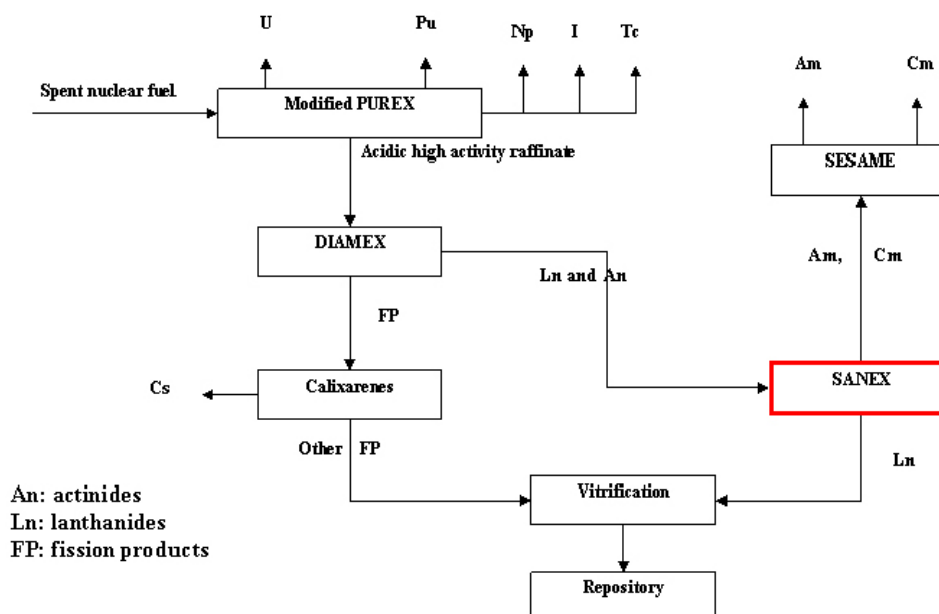 U Pu Np I Tc
Am Cm
Spent nuclear fuel.
Modified PUREX
Acidic high activity raffinate
SESAME
DIAMEX
Ln and An
Am, Cm
FP
Calixarenes
Cs
SANEX
Other FP
Ln
Vitrification
An: actinides
Ln: lanthanides
FP: fission products
Repository